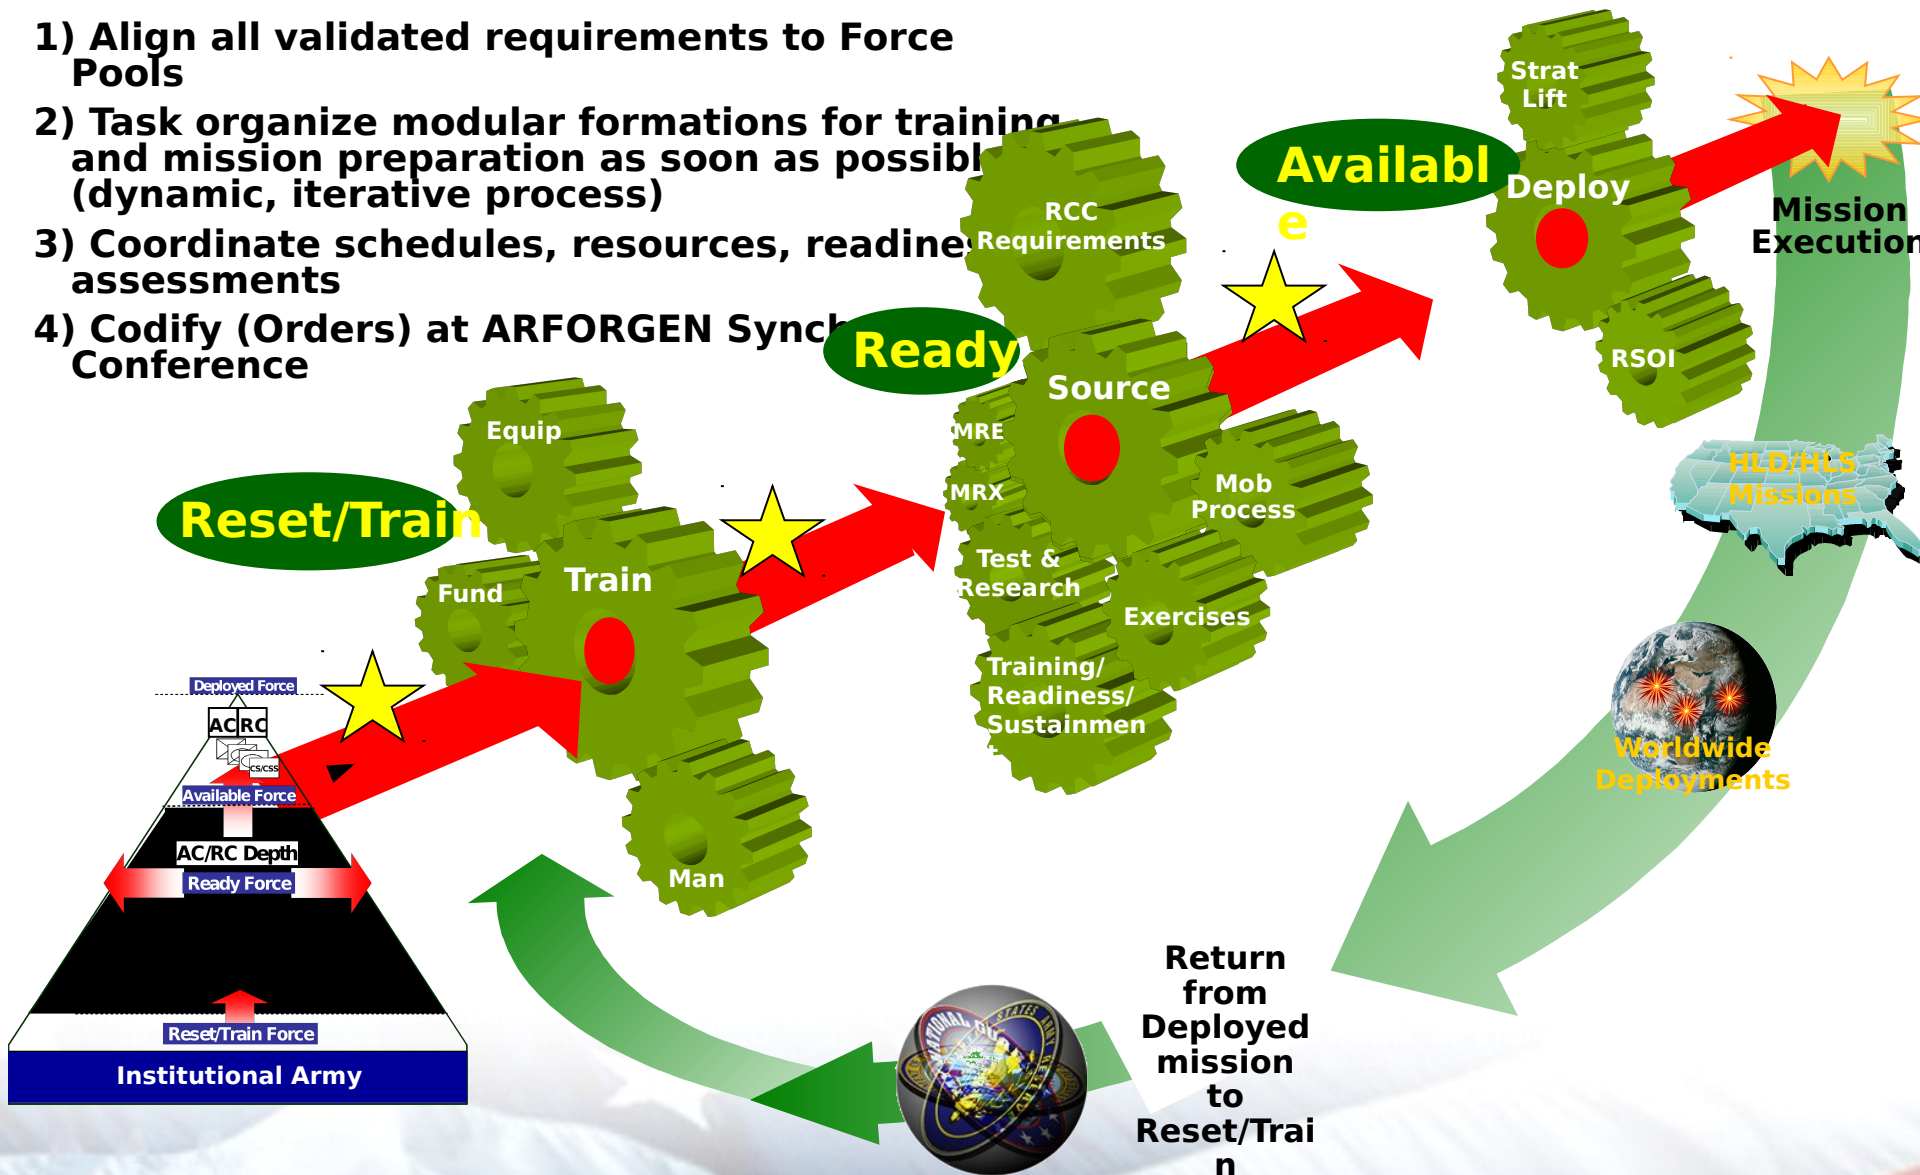 1) Align all validated requirements to Force
Pools
2) Task organize modular formations for training
and mission preparation as soon as possibl
(dynamic, iterative process)
3) Coordinate schedules, resources, readines
assessments
4) Codify (Orders) at ARFORGEN Synch
Conference
Strat
Lift
Availabl
e
Deploy
Mission
Execution
RCC
Requirements
Ready
RSOI
Source
Equip
MRE
MRX
Mob
Process
HLD/HLS
Missions
Reset/Train
Test &
Research
Train
Fund
Exercises
Training/
Readiness/
Sustainmen
t
Worldwide
Deployments
Deployed Force
AC RC
CS/CSS
Available Force
AC/RC Depth
Ready Force
Man
Reset/Train Force
Institutional Army
Return
from
Deployed
mission
to
Reset/Trai
n
STATES ARMY RESERVE